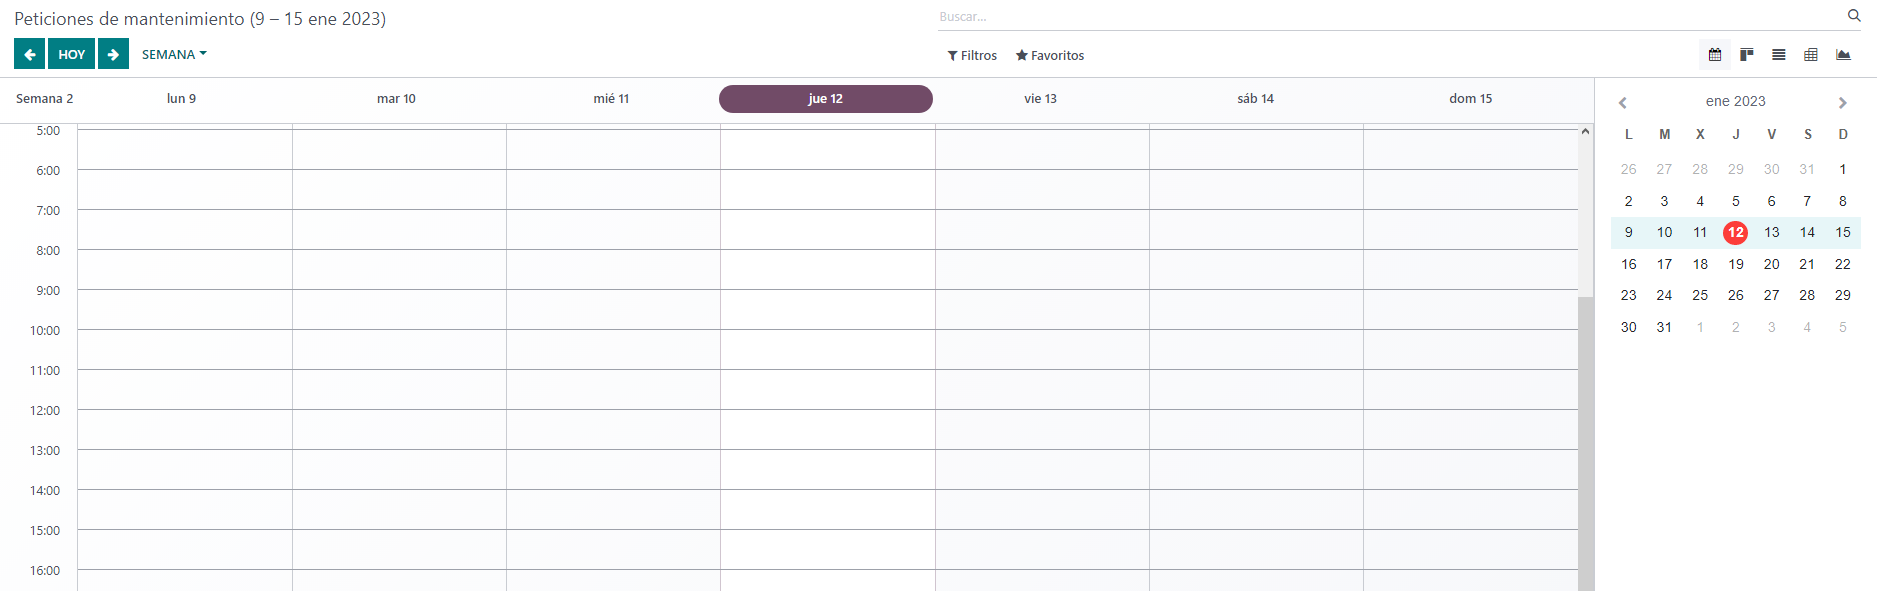 Peticiones de mantenimiento (9 – 15 ene 2023)
Buscar...
HOY SEMANA
Filtros Favoritos
Semana 2 lun 9 mar 10 mié 11 jue 12 vie 13 sáb 14 dom 15
5:00
6:00
7:00
8:00
9:00
10:00
11:00
12:00
13:00
14:00
15:00
16:00
ene 2023
L M X J V S D
26 27 28 29 30 31 1
2 3 4 5 6 7 8
9 10 11 12 13 14 15
16 17 18 19 20 21 22
23 24 25 26 27 28 29
30 31 1 2 3 4 5